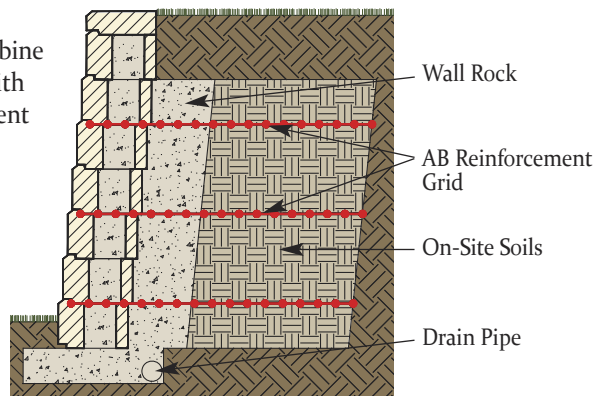 Wall Rock
AB Reinforcement
Grid
On-Site Soils
Drain Pipe